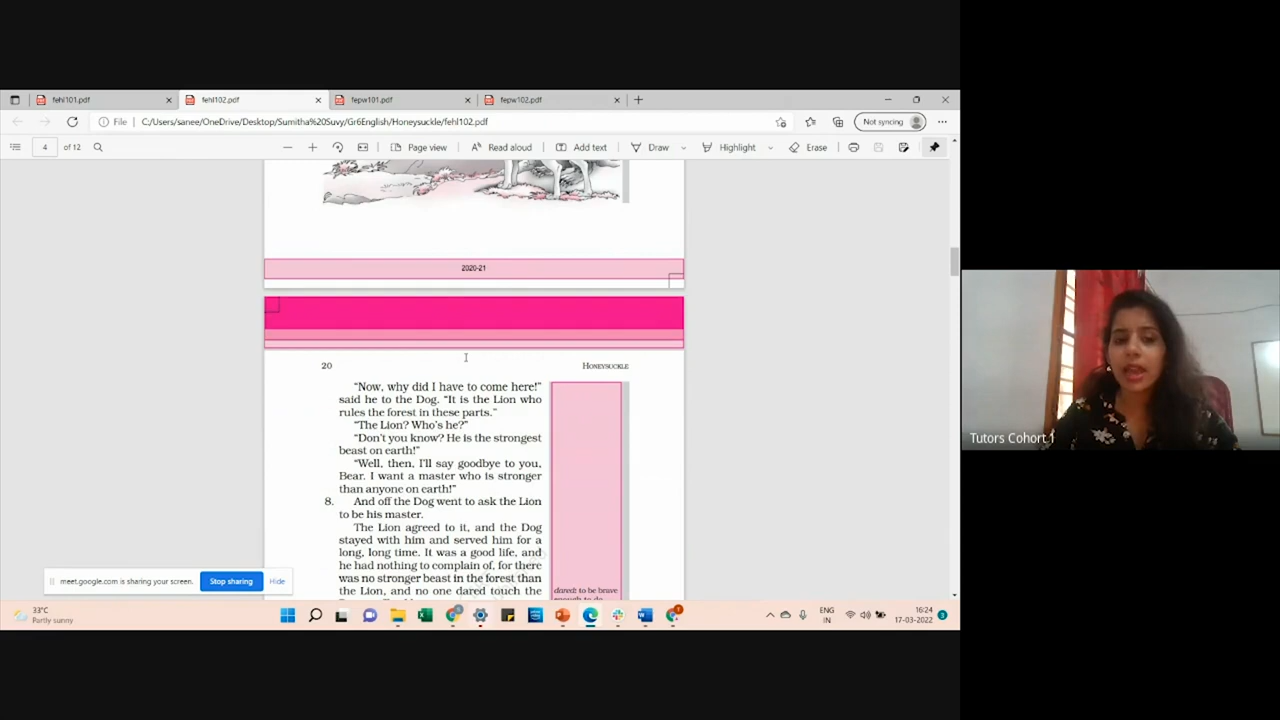 fehl101.pdf
fehl102.pdf
fepw101.pdf
fepw102.pdf
File
C:/Users/sanee/OneDrive/Desktop/Sumitha%20Suvy/Gr6English/Honeysuckle/fehl102.pdf
Not syncing
4 of 12
Page view
Read aloud
Add text
Draw
Highlight
Erase
2020-21
20
HONEYSUCKLE
“Now, why did I have to come here!”
said he to the Dog. “It is the Lion who
rules the forest in these parts.”
“The Lion? Who's he?”
“Don't you know? He is the strongest
beast on earth!”
“Well, then, I'll say goodbye to you,
Bear. I want a master who is stronger
than anyone on earth!”
8. And off the Dog went to ask the Lion
to be his master.
The Lion agreed to it, and the Dog
stayed with him and served him for a
long, long time. It was a good life, and
he had nothing to complain of, for there
was no stronger beast in the forest than
the Lion, and no one dared touch the
dared: to be brave
enough to do
Tutors Cohort 1
meet.google.com is sharing your screen.
Stop sharing
Hide
33°C
Partly sunny
ENG
IN
16:24
17-03-2022
3